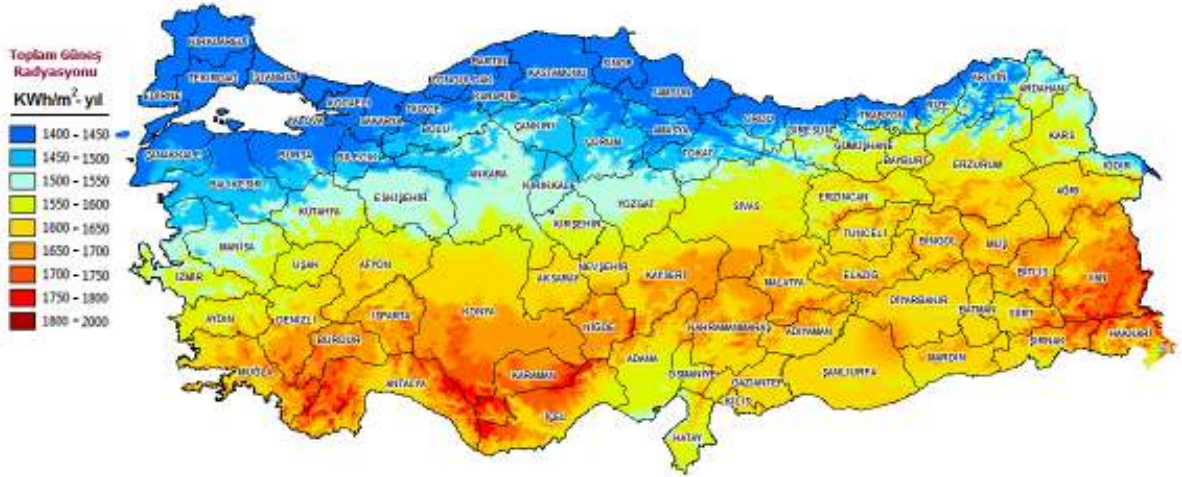 Toplam Güneş
Radyasyonu
KWh/m²- yıl
1400 - 1450
1450 - 1500
1500 - 1550
1550 - 1600
1600 - 1650
1650 - 1700
1700 - 1750
1750 - 1800
1800 - 2000
KIRKLARELİ
TEKİRDAĞ
İSTANBUL
EDİRNE
KOCAELİ
YALOVA
SAKARYA
DÜZCE
BOLU
ZONGULDAK
BARTIN
KARABÜK
KASTAMONU
SİNOP
SAMSUN
ORDU
GİRESUN
TRABZON
RİZE
ARTVİN
ARDAHAN
KARS
IĞDIR
ÇANAKKALE
BALIKESİR
BURSA
BİLECİK
ESKİŞEHİR
KÜTAHYA
ANKARA
ÇANKIRI
ÇORUM
AMASYA
TOKAT
KIRIKKALE
KIRŞEHİR
YOZGAT
SİVAS
GÜMÜŞHANE
BAYBURT
ERZURUM
ERZİNCAN
AĞRI
TUNCELİ
BİNGÖL
MUŞ
BİTLİS
VAN
MANİSA
İZMİR
UŞAK
AFYON
AKSARAY
NEVŞEHİR
KAYSERİ
MALATYA
ELAZIĞ
DİYARBAKIR
BATMAN
SİİRT
ŞIRNAK
HAKKARİ
AYDIN
DENİZLİ
ISPARTA
BURDUR
KONYA
NİĞDE
KAHRAMANMARAŞ
ADIYAMAN
MARDİN
ŞANLIURFA
MUĞLA
ANTALYA
KARAMAN
İÇEL
ADANA
OSMANİYE
GAZİANTEP
KİLİS
HATAY